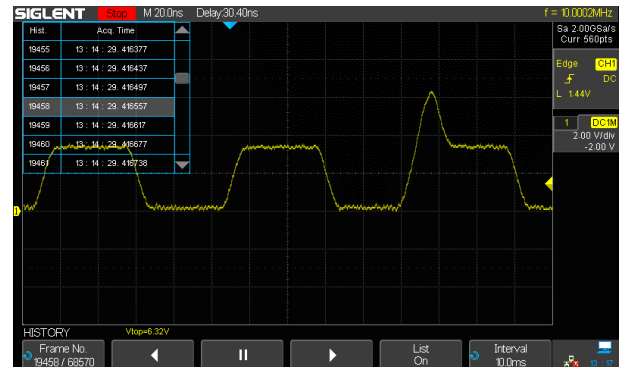 SIGLENT Stop M 20.0ns Delay:30.40ns f = 10.0002MHz
Sa 2.00GSa/s
Curr 560pts
Edge CH1
DC
L 1.44V
1 DC1M
2.00 V/div
-2.00 V
Hist. Acq. Time
19455 13 : 14 : 29. 416377
19456 13 : 14 : 29. 416437
19457 13 : 14 : 29. 416497
19458 13 : 14 : 29. 416557
19459 13 : 14 : 29. 416617
19460 13 : 14 : 29. 416677
19461 13 : 14 : 29. 416738
1
HISTORY Vtop=6.32V
Frame No.
19458 / 68570
List
On
Interval
10.0ms
13 : 17